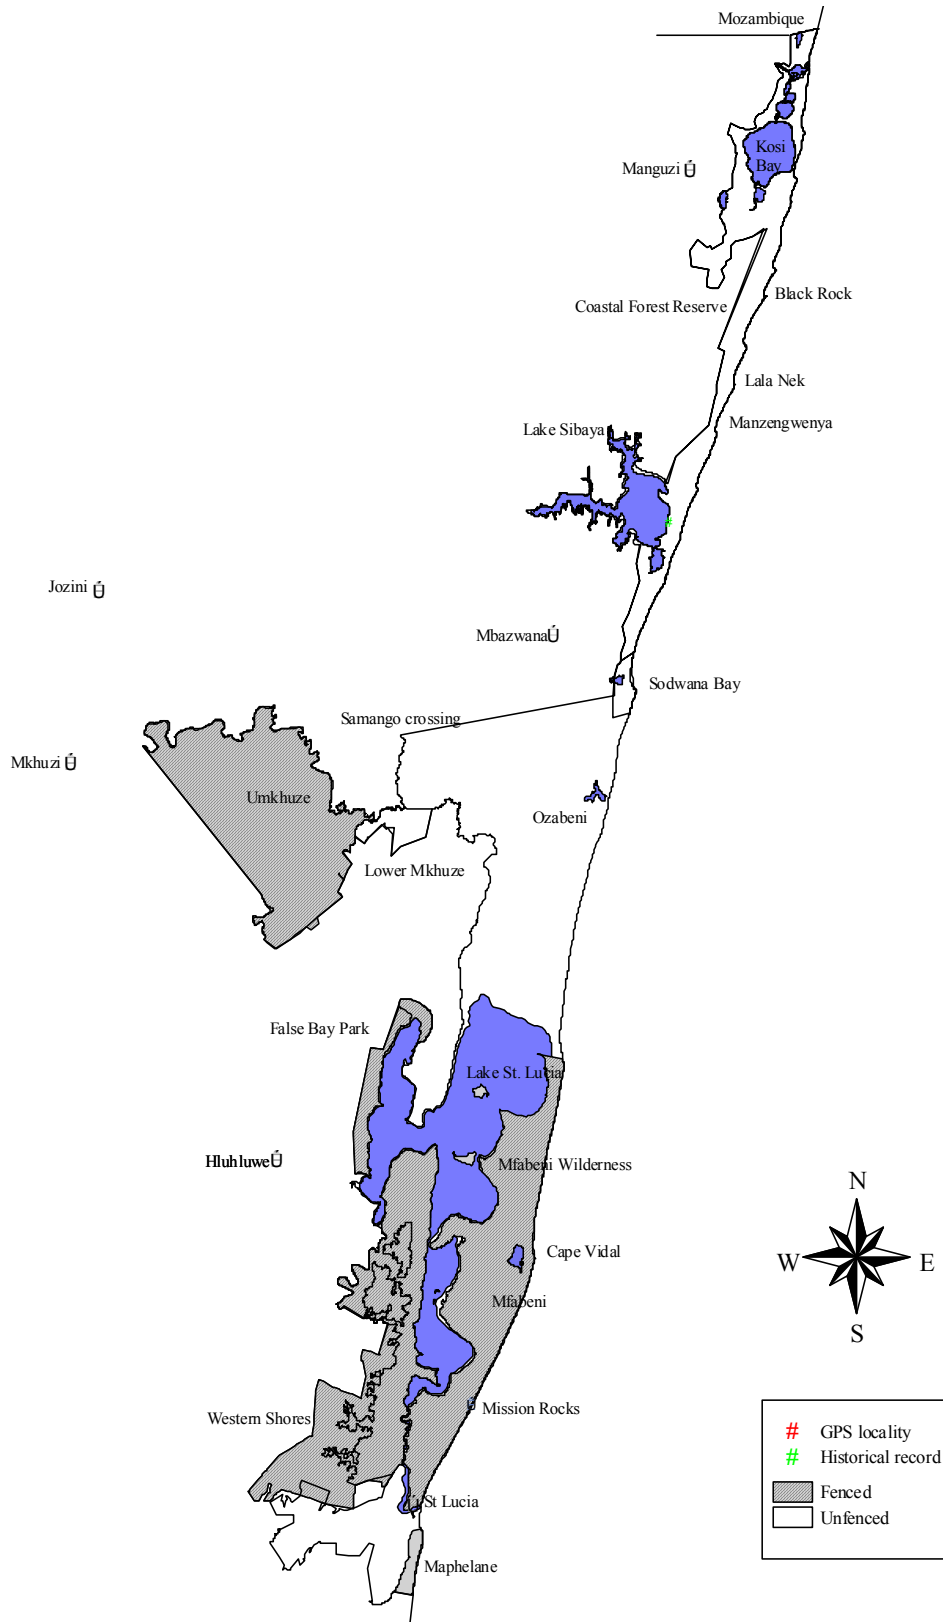 Mozambique
Kosi
Bay
Manguzi
Black Rock
Coastal Forest Reserve
Lala Nek
Manzengwenya
Lake Sibaya
#
Jozini
Mbazwana
Sodwana Bay
Samango crossing
Mkhuzi
Umkhuze
Ozabeni
Lower Mkhuze
False Bay Park
Lake St. Lucia
Hluhluwe
Mfabeni Wilderness
N
Cape Vidal
W
E
Mfabeni
S
Mission Rocks
Western Shores
# GPS locality
# Historical record
Fenced
Unfenced
St Lucia
Maphelane